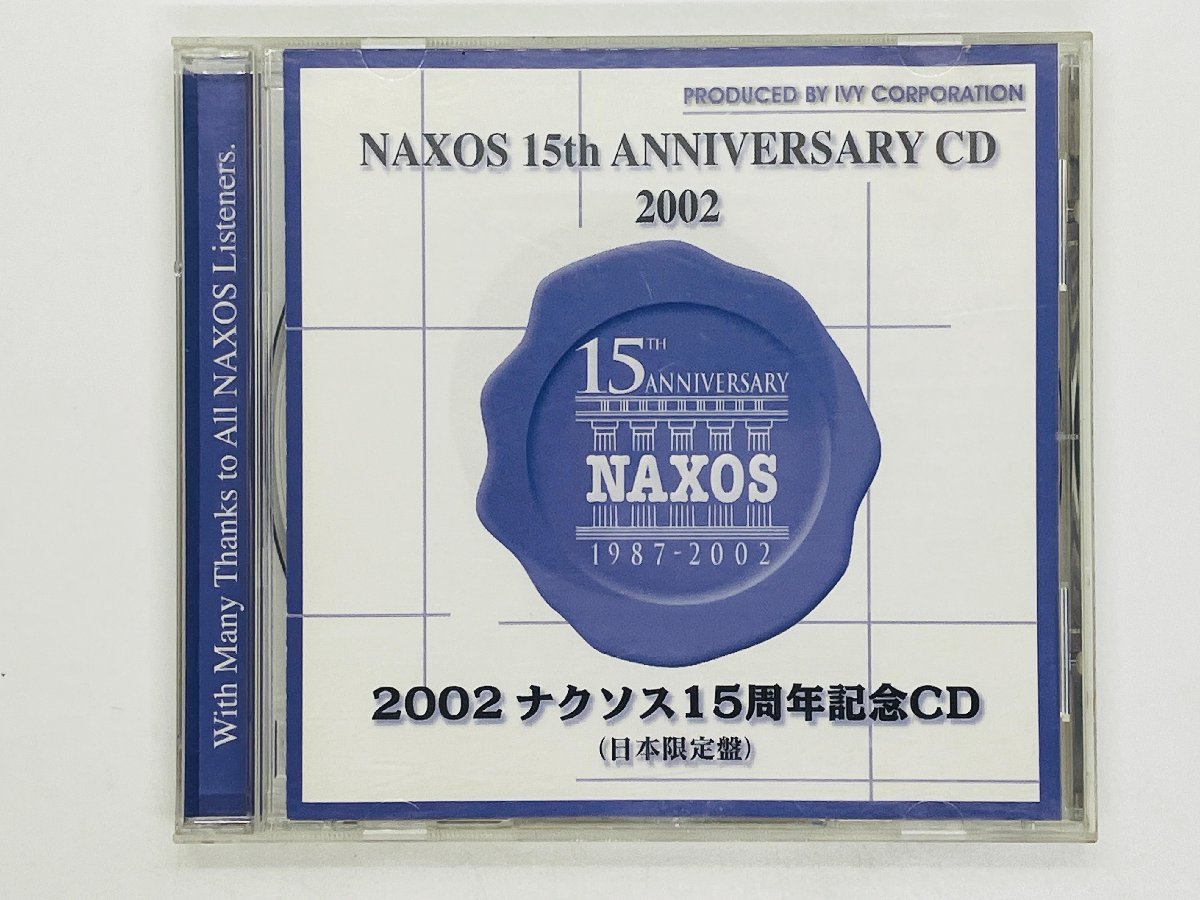 With Many Thanks to All NAXOS Listeners.
PRODUCED BY IVY CORPORATION
NAXOS 15th ANNIVERSARY CD
2002
15TH
ANNIVERSARY
NAXOS
1987-2002
2002 ナクソス15周年記念CD
(日本限定盤)